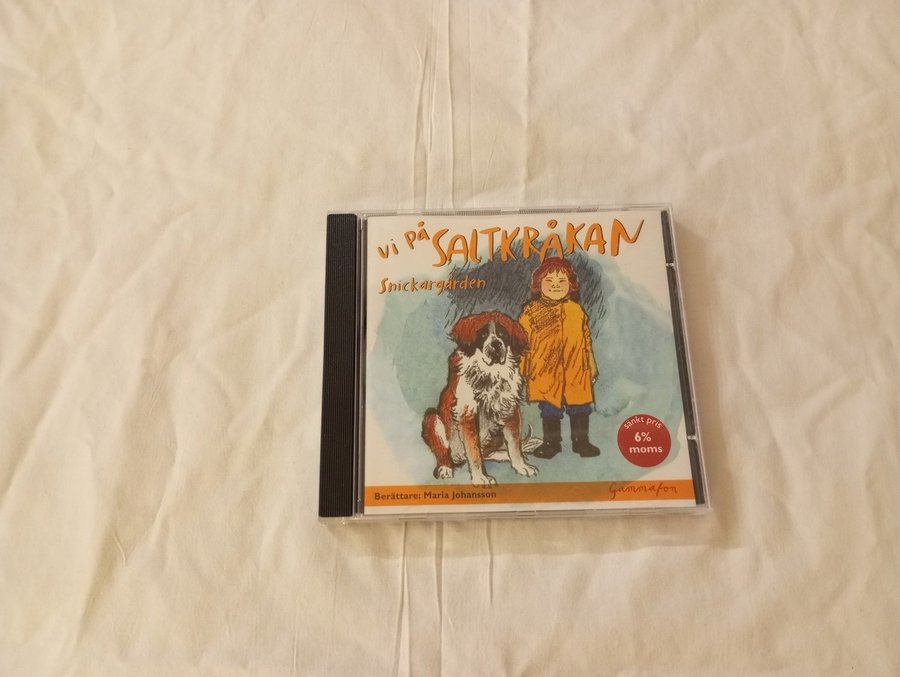 Vi på SALTKRÅKAN
Snickargården
sänkt pris
6%
moms
Berättare: Maria Johansson
Gammafon